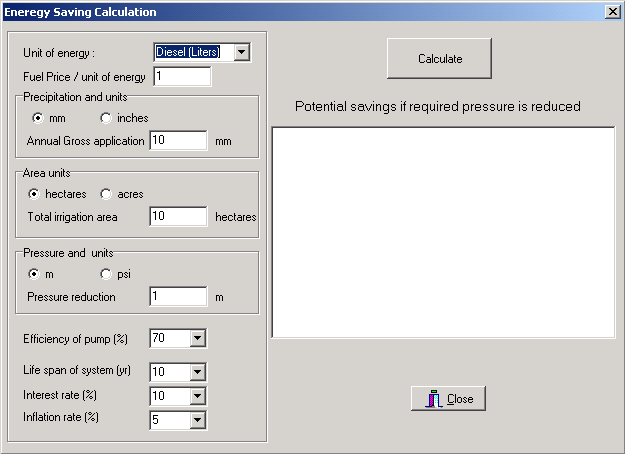 Eneregy Saving Calculation
Unit of energy : Diesel (Liters)
Fuel Price / unit of energy 1
Precipitation and units
mm inches
Annual Gross application 10 mm
Area units
hectares acres
Total irrigation area 10 hectares
Pressure and units
m psi
Pressure reduction 1 m
Efficiency of pump (%) 70
Life span of system (yr) 10
Interest rate (%) 10
Inflation rate (%) 5
Calculate
Potential savings if required pressure is reduced
Close